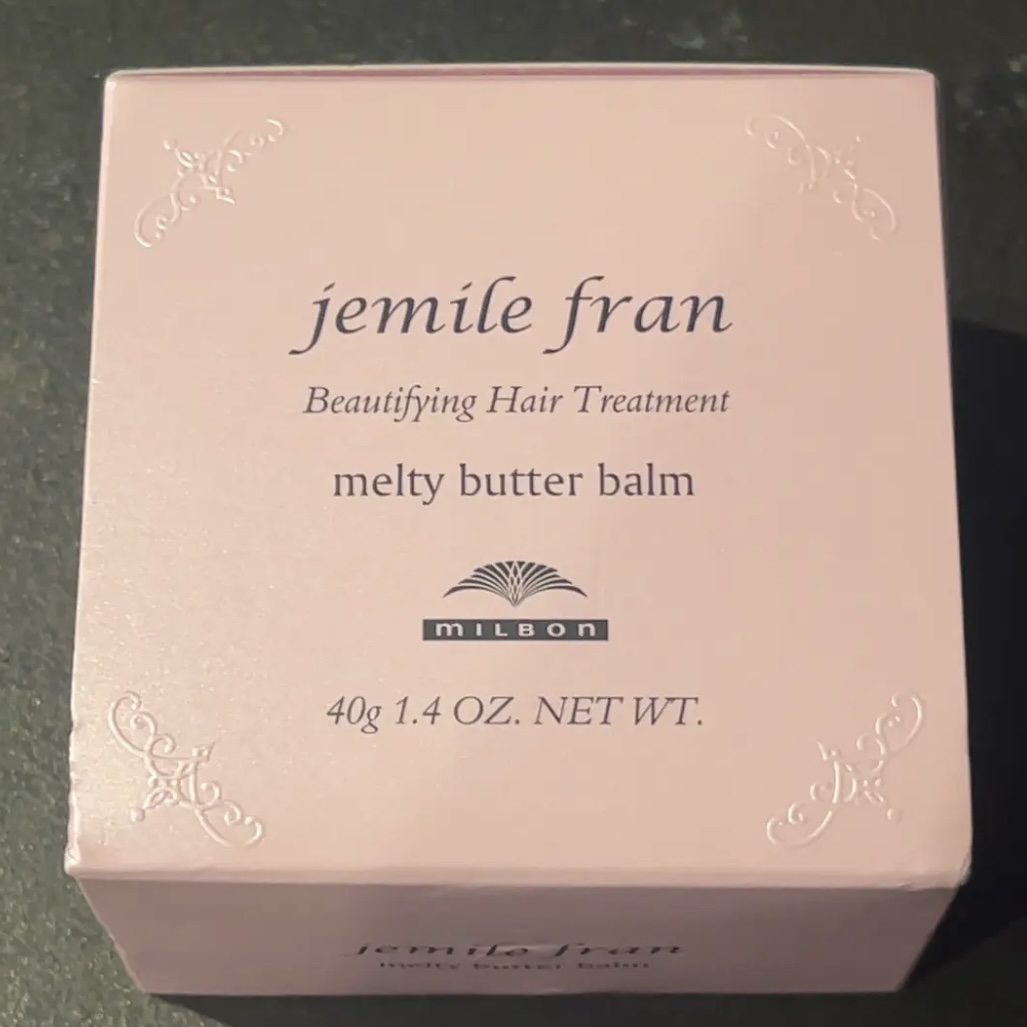 jemile fran
Beautifying Hair Treatment
melty butter balm
MILBON
40g 1.4 OZ. NET WT.
jemile fran
melty butter balm